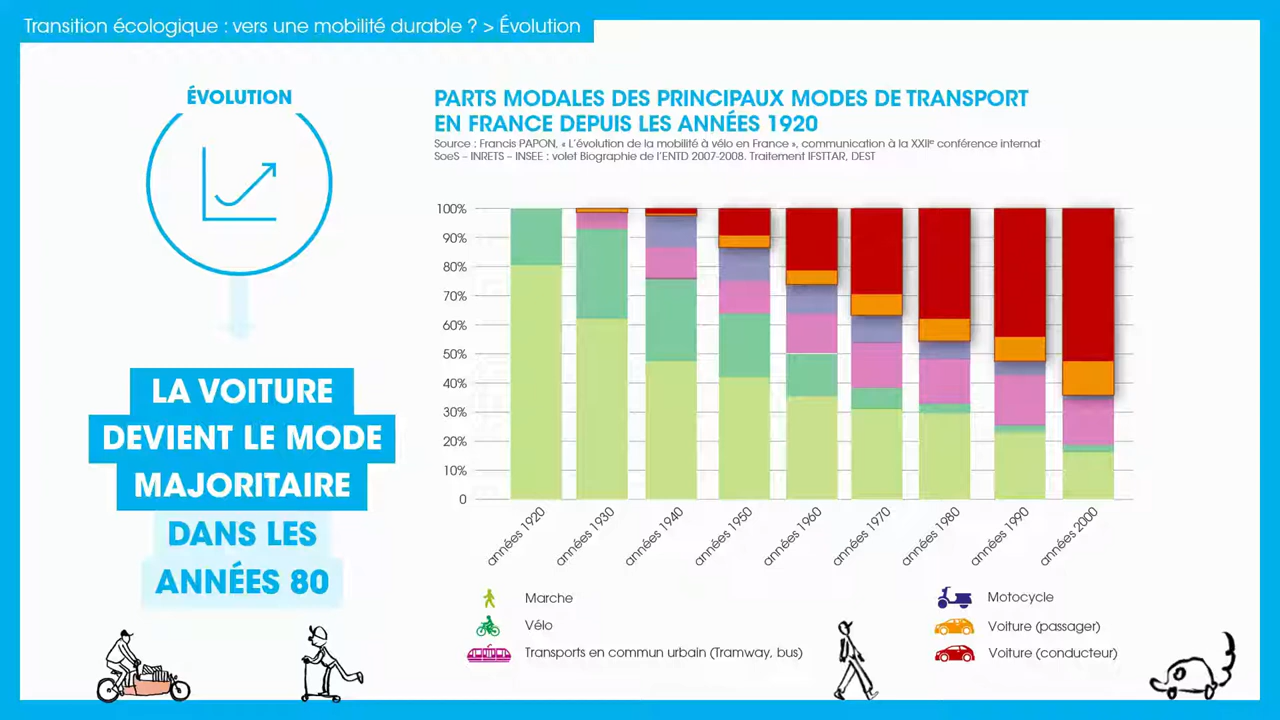 Transition écologique : vers une mobilité durable ? > Évolution
ÉVOLUTION
LA VOITURE
DEVIENT LE MODE
MAJORITAIRE
DANS LES
ANNÉES 80
PARTS MODALES DES PRINCIPAUX MODES DE TRANSPORT
EN FRANCE DEPUIS LES ANNÉES 1920
Source : Francis PAPON, « L'évolution de la mobilité à vélo en France », communication à la XXIIe conférence internat
SoeS – INRETS – INSEE : volet Biographie de l'ENTD 2007-2008. Traitement IFSTTAR, DEST
100%
90%
80%
70%
60%
50%
40%
30%
20%
10%
0
années 1920
années 1930
années 1940
années 1950
années 1960
années 1970
années 1980
années 1990
années 2000
Marche
Vélo
Transports en commun urbain (Tramway, bus)
Motocycle
Voiture (passager)
Voiture (conducteur)